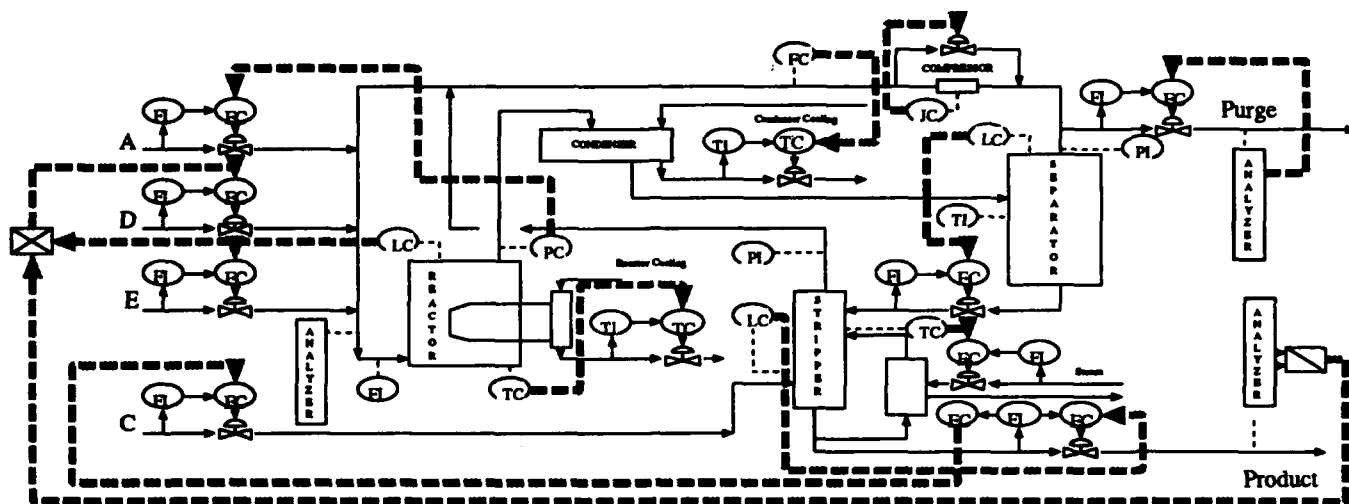 FC
COMPRESSOR
FI
FC
Purge
JC
LC
PI
Condenser Cooling
CONDENSER
TI
TC
FI
FC
A
FI
FC
D
FI
FC
E
LC
PC
TI
SEPARATOR
ANALYZER
REACTOR
Reactor Cooling
TI
TC
PI
FI
FC
LC
STRIPPER
TC
FC
FI
Steam
ANALYZER
ANALYZER
FI
TC
FI
FC
C
FC
FI
FC
Product